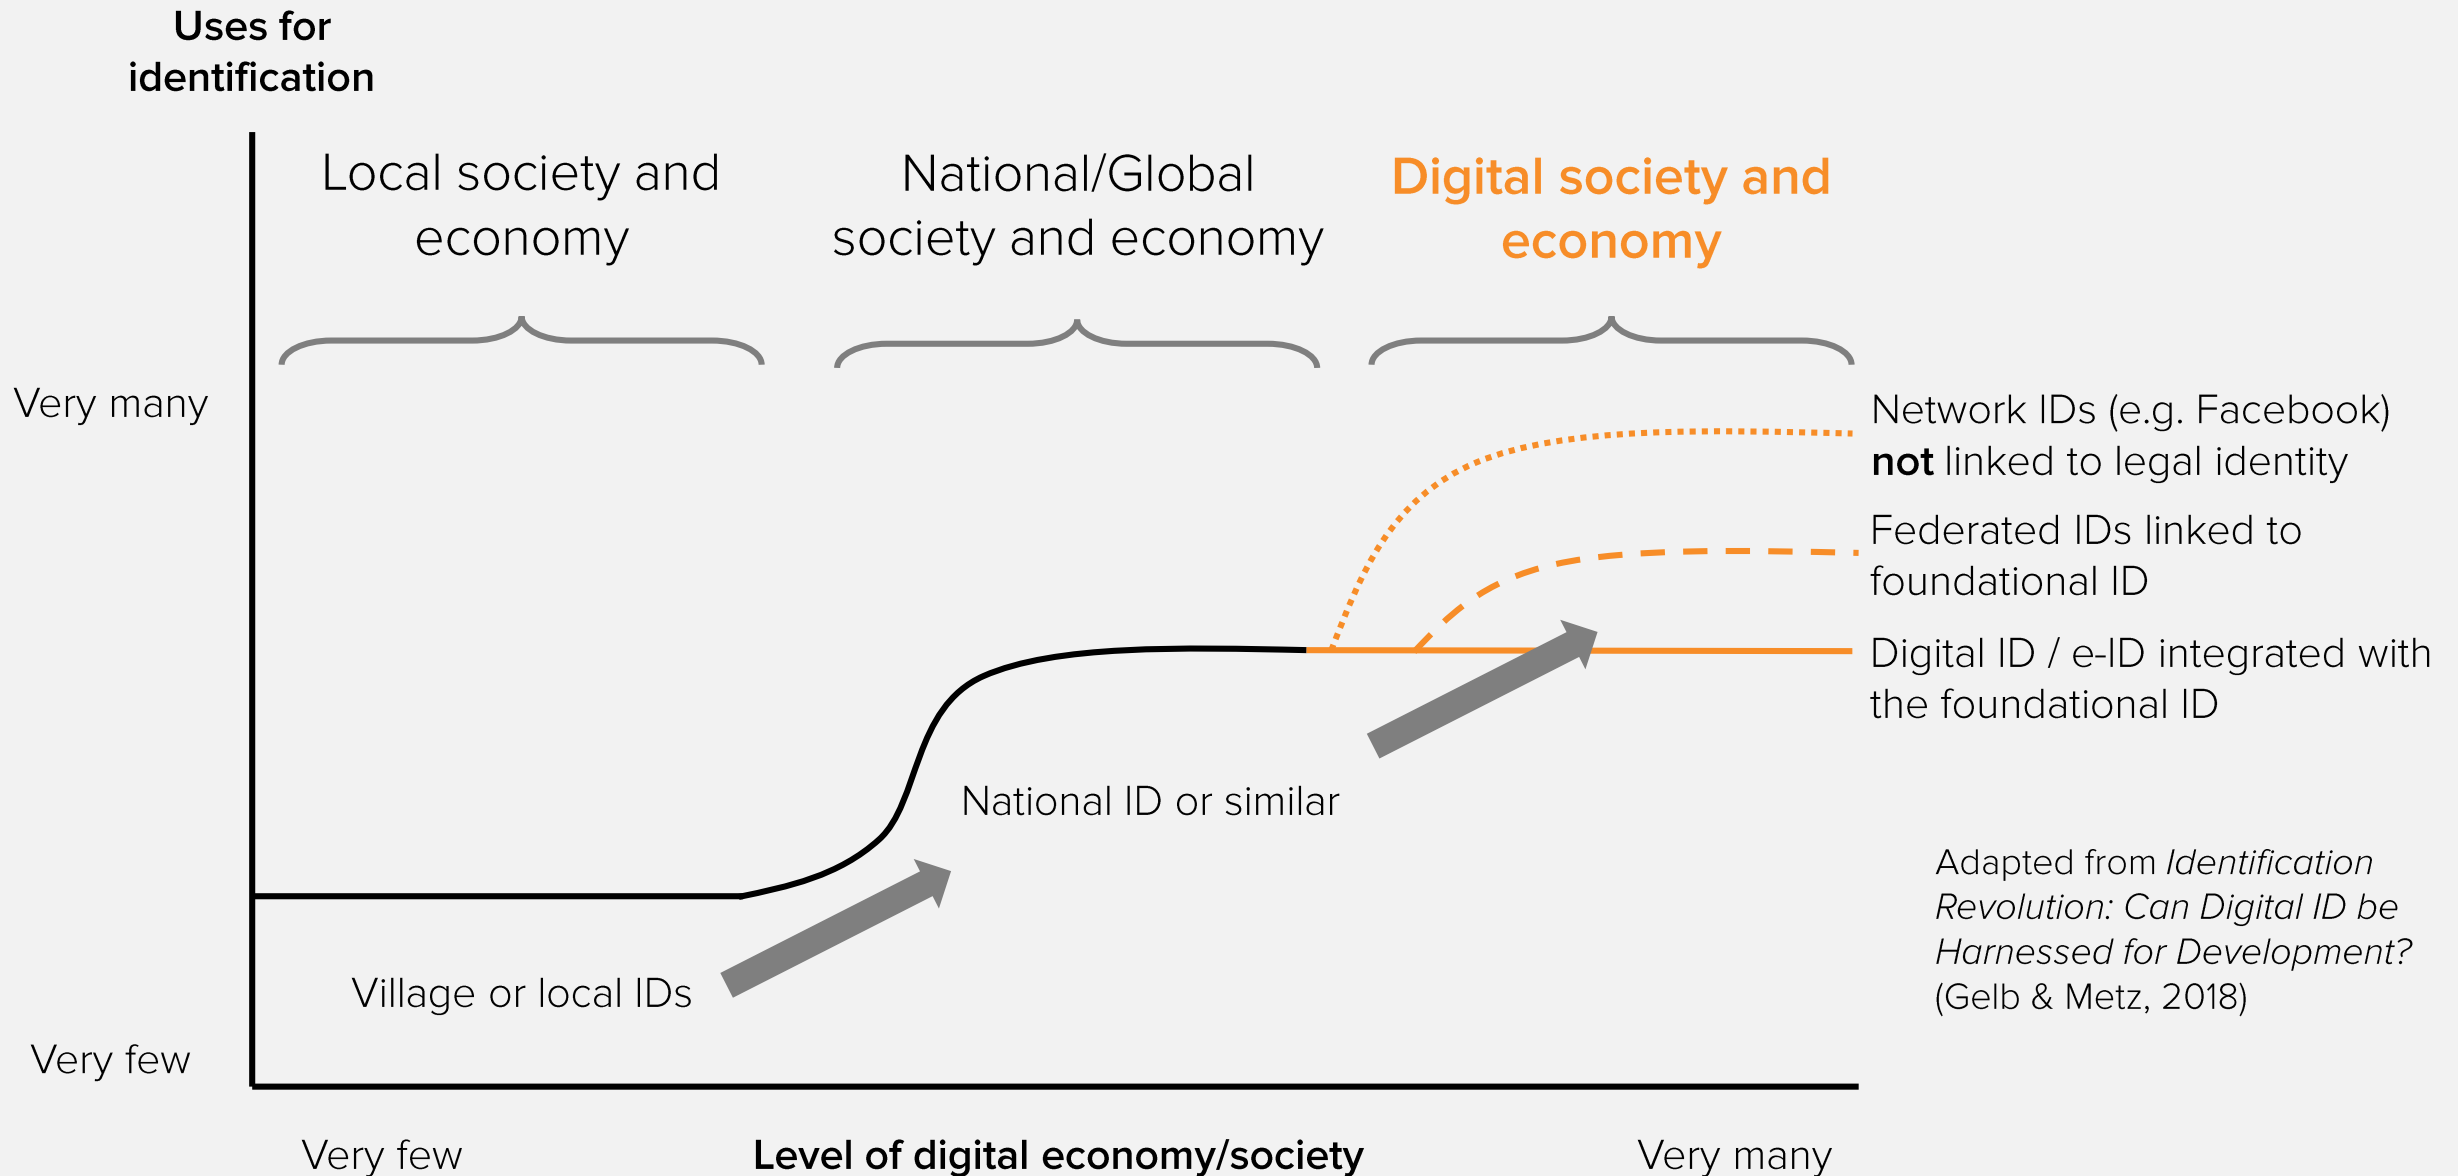 Uses for
identification
Local society and
economy
National/Global
society and economy
Digital society and
economy
Very many
Network IDs (e.g. Facebook)
not linked to legal identity
Federated IDs linked to
foundational ID
Digital ID / e-ID integrated with
the foundational ID
National ID or similar
Village or local IDs
Adapted from Identification
Revolution: Can Digital ID be
Harnessed for Development?
(Gelb & Metz, 2018)
Very few
Very few
Level of digital economy/society
Very many